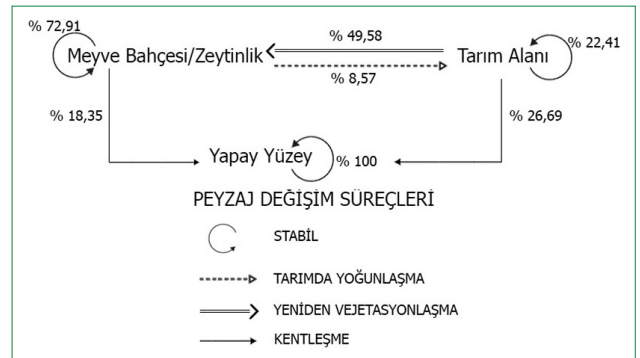 % 72,91
% 49,58
Meyve Bahçesi/Zeytinlik
Tarım Alanı
% 22,41
% 8,57
% 18,35
% 26,69
Yapay Yüzey
% 100
PEYZAJ DEĞİŞİM SÜREÇLERİ
STABİL
TARIMDA YOĞUNLAŞMA
YENİDEN VEJETASYONLAŞMA
KENTLEŞME